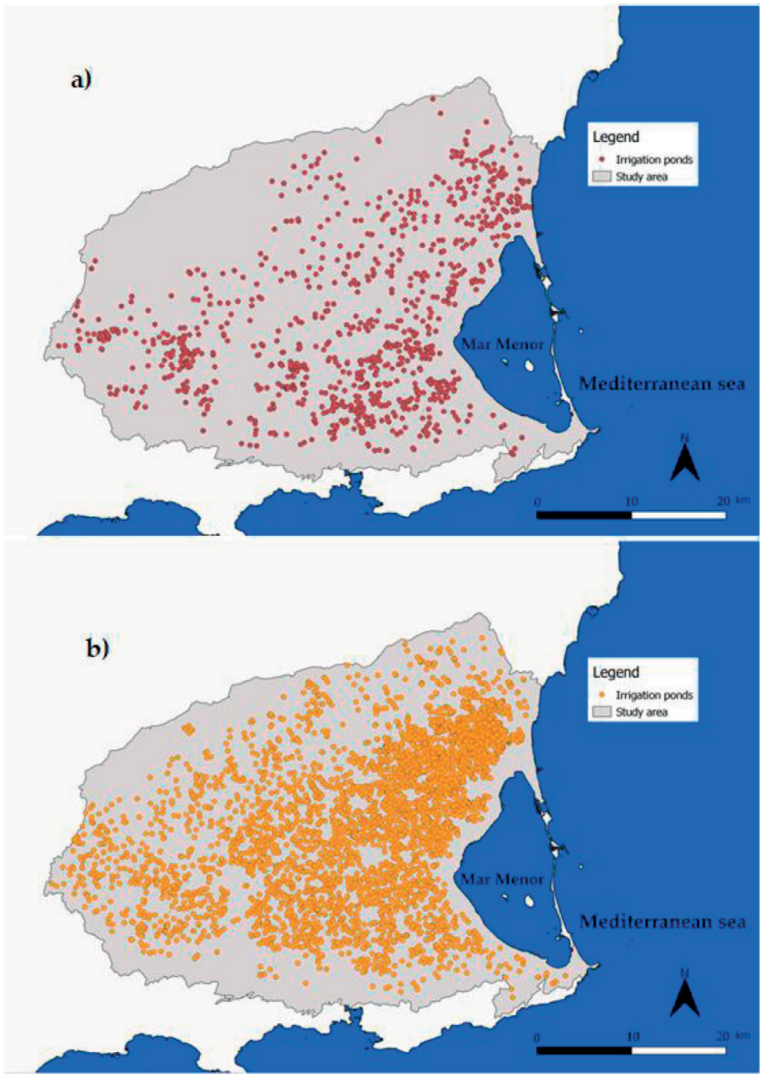 a)
Legend
Irrigation ponds
Study area
Mar Menor
Mediterranean sea
N
0 10 20 km
b)
Legend
Irrigation ponds
Study area
Mar Menor
Mediterranean sea
N
0 10 20 km